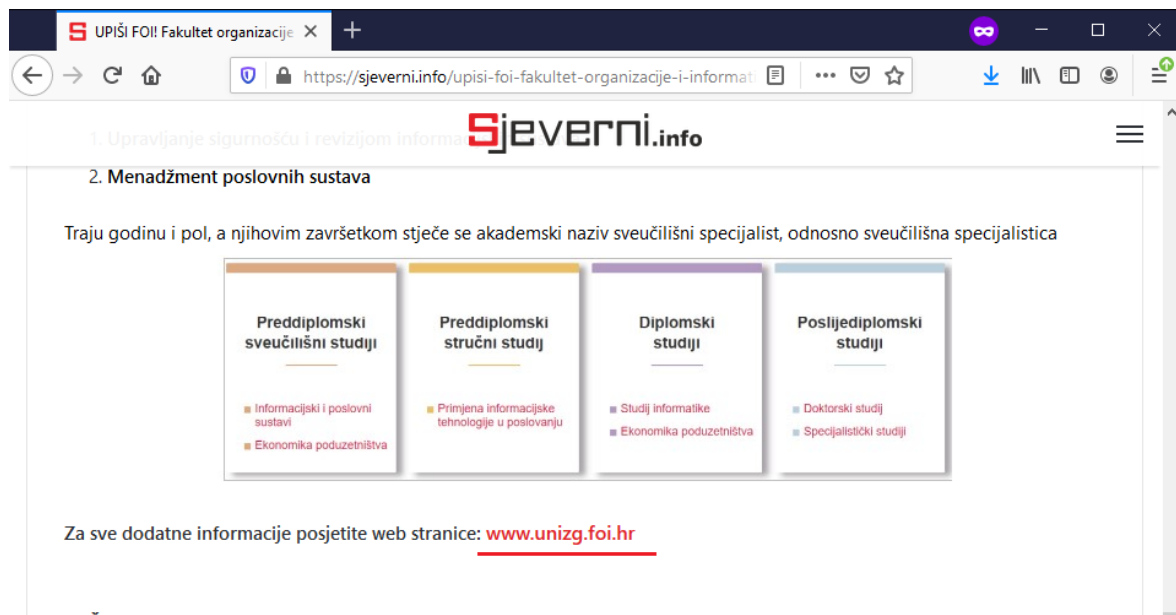 UPIŠI FOI! Fakultet organizacije
https://sjeverni.info/upisi-foi-fakultet-organizacije-i-informat
Sjeverni.info
1. Upravljanje sigurnošću i revizijom informa
2. Menadžment poslovnih sustava
Traju godinu i pol, a njihovim završetkom stječe se akademski naziv sveučilišni specijalist, odnosno sveučilišna specijalistica
Preddiplomski
sveučilišni studiji
Informacijski i poslovni
sustavi
Ekonomika poduzetništva
Preddiplomski
stručni studij
Primjena informacijske
tehnologije u poslovanju
Diplomski
studiji
Studij informatike
Ekonomika poduzetništva
Poslijediplomski
studiji
Doktorski studij
Specijalistički studiji
Za sve dodatne informacije posjetite web stranice: www.unizg.foi.hr